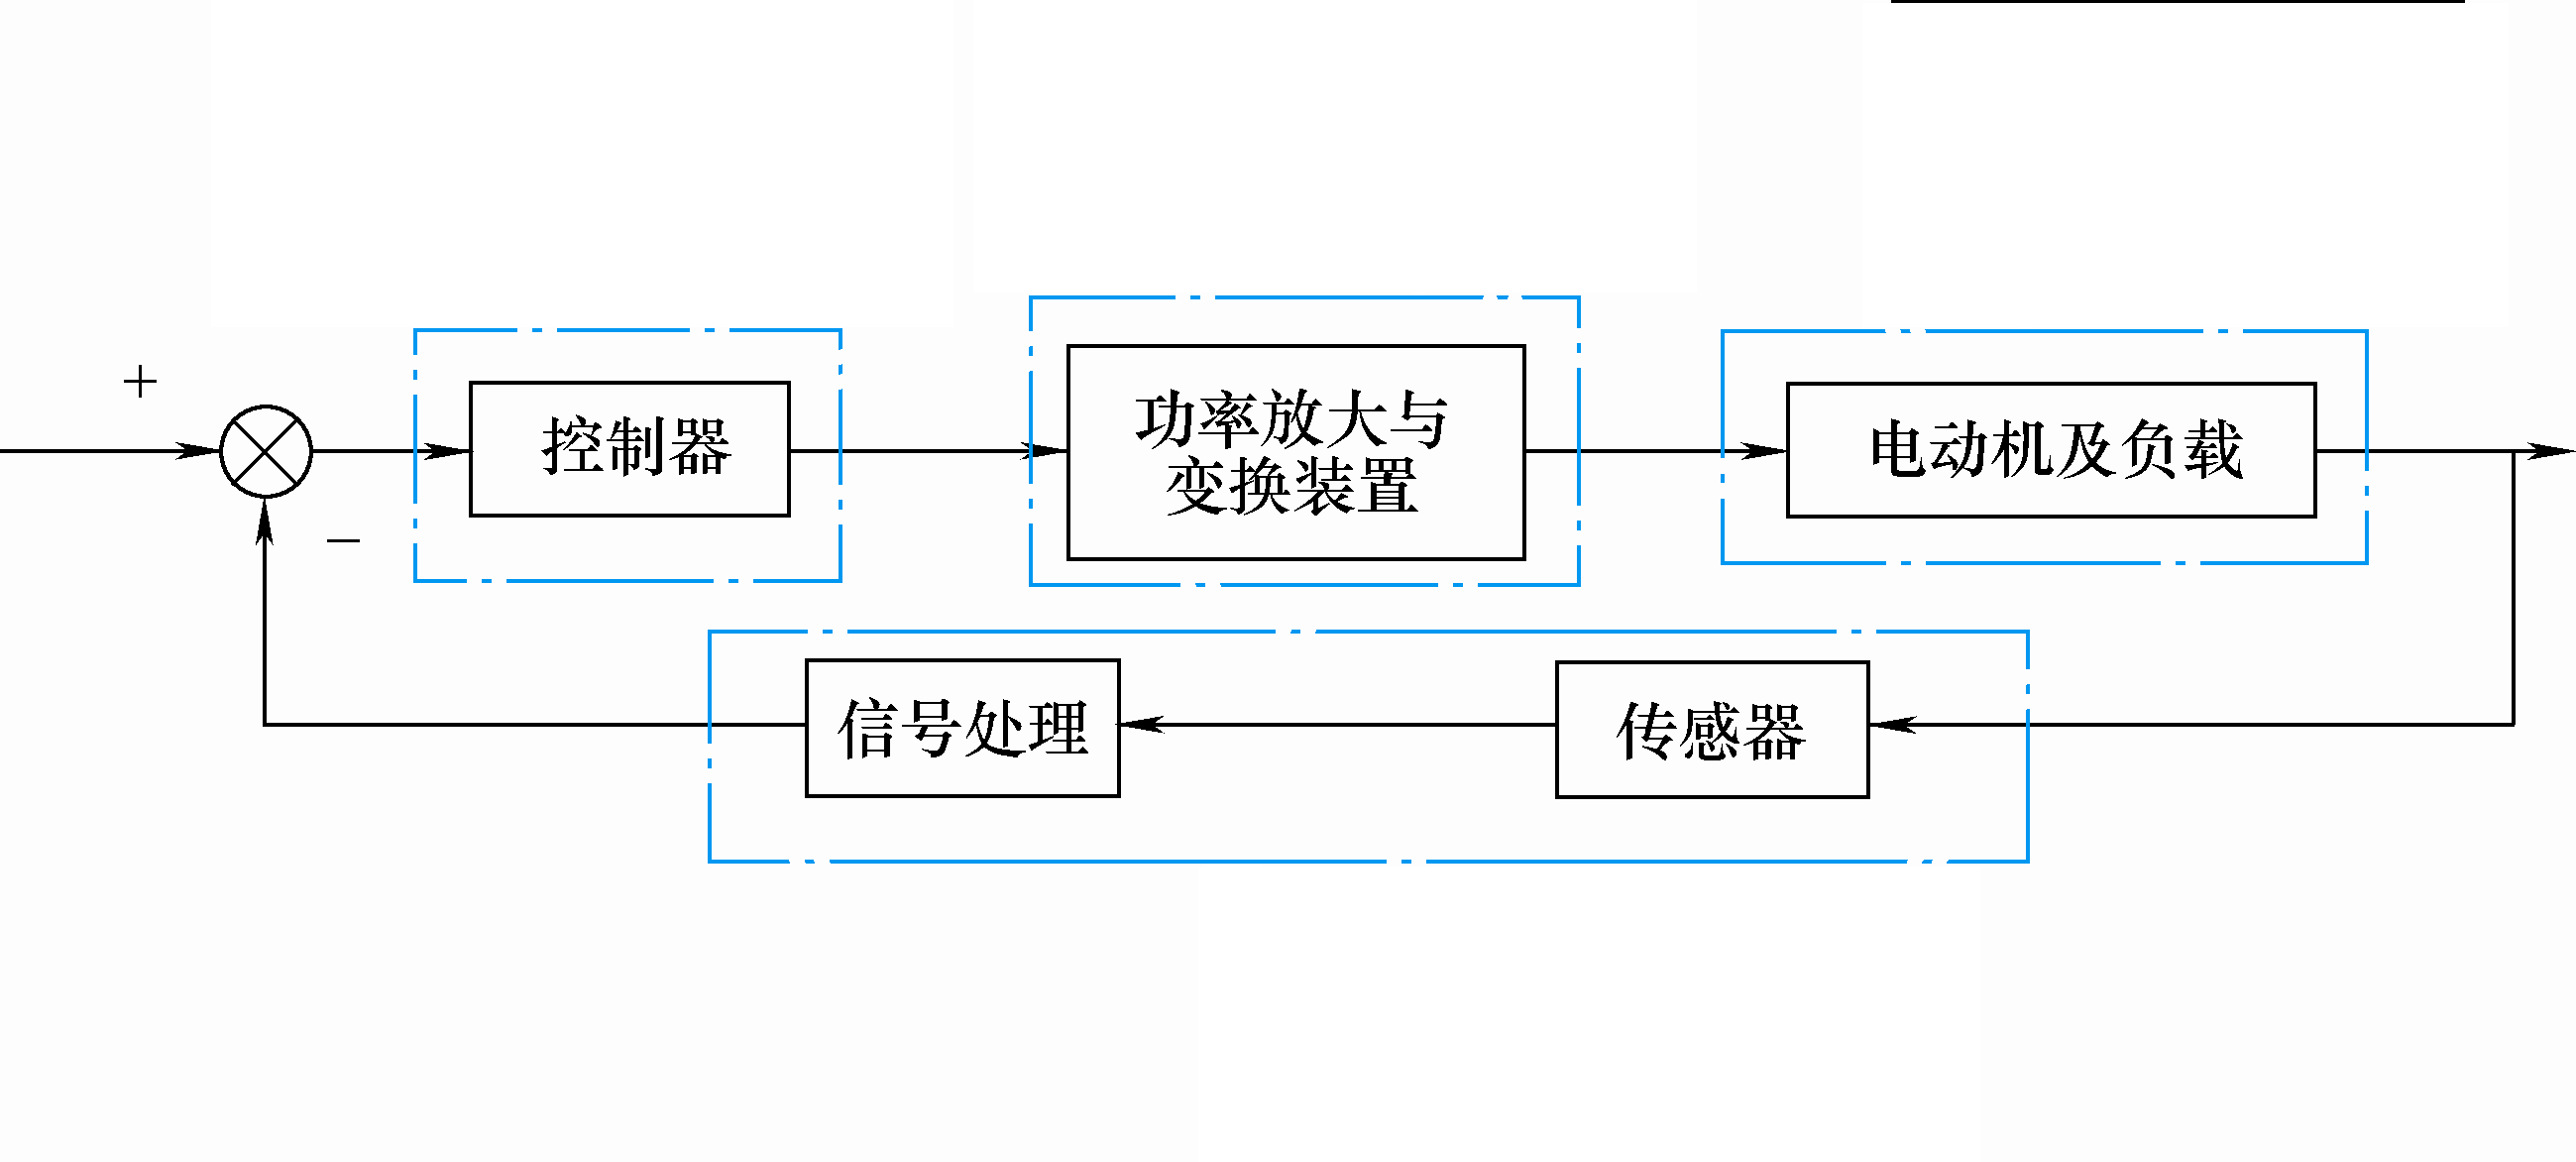 +
控制器
功率放大与
变换装置
电动机及负载
−
信号处理
传感器